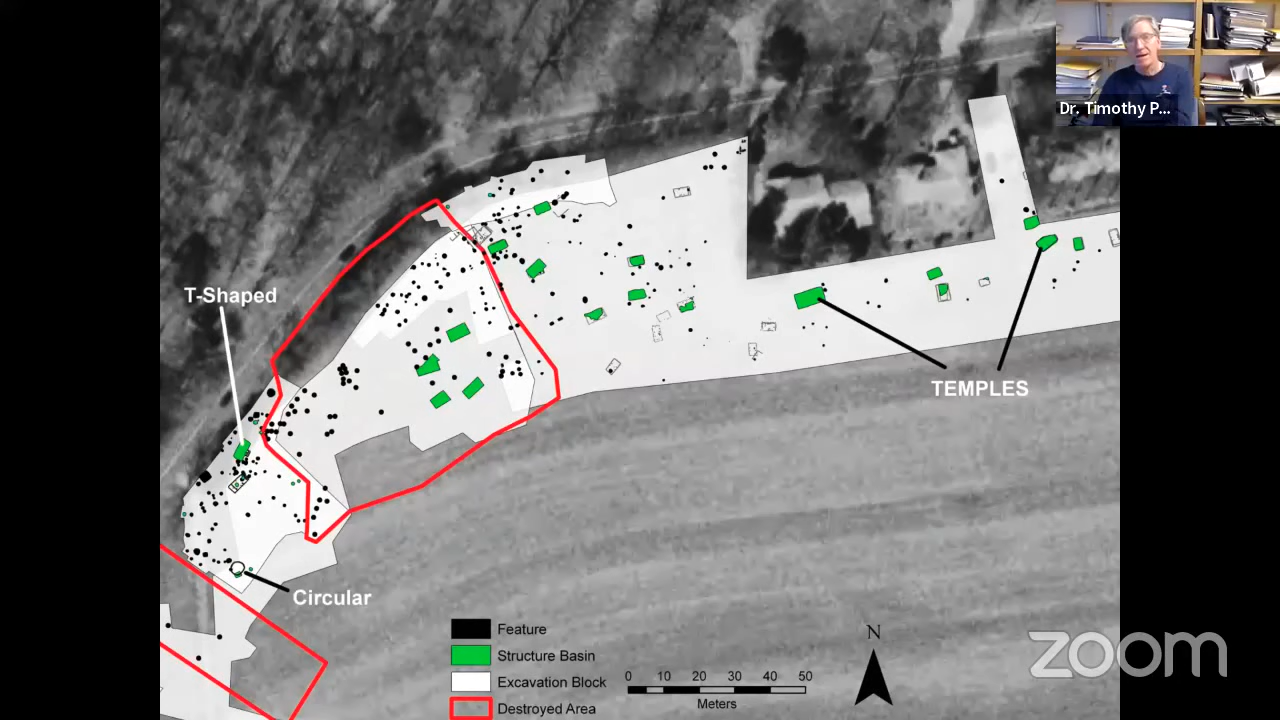 Dr. Timothy P...
T-Shaped
TEMPLES
Circular
Feature
Structure Basin
Excavation Block
Destroyed Area
0 10 20 30 40 50
Meters
N
zoom